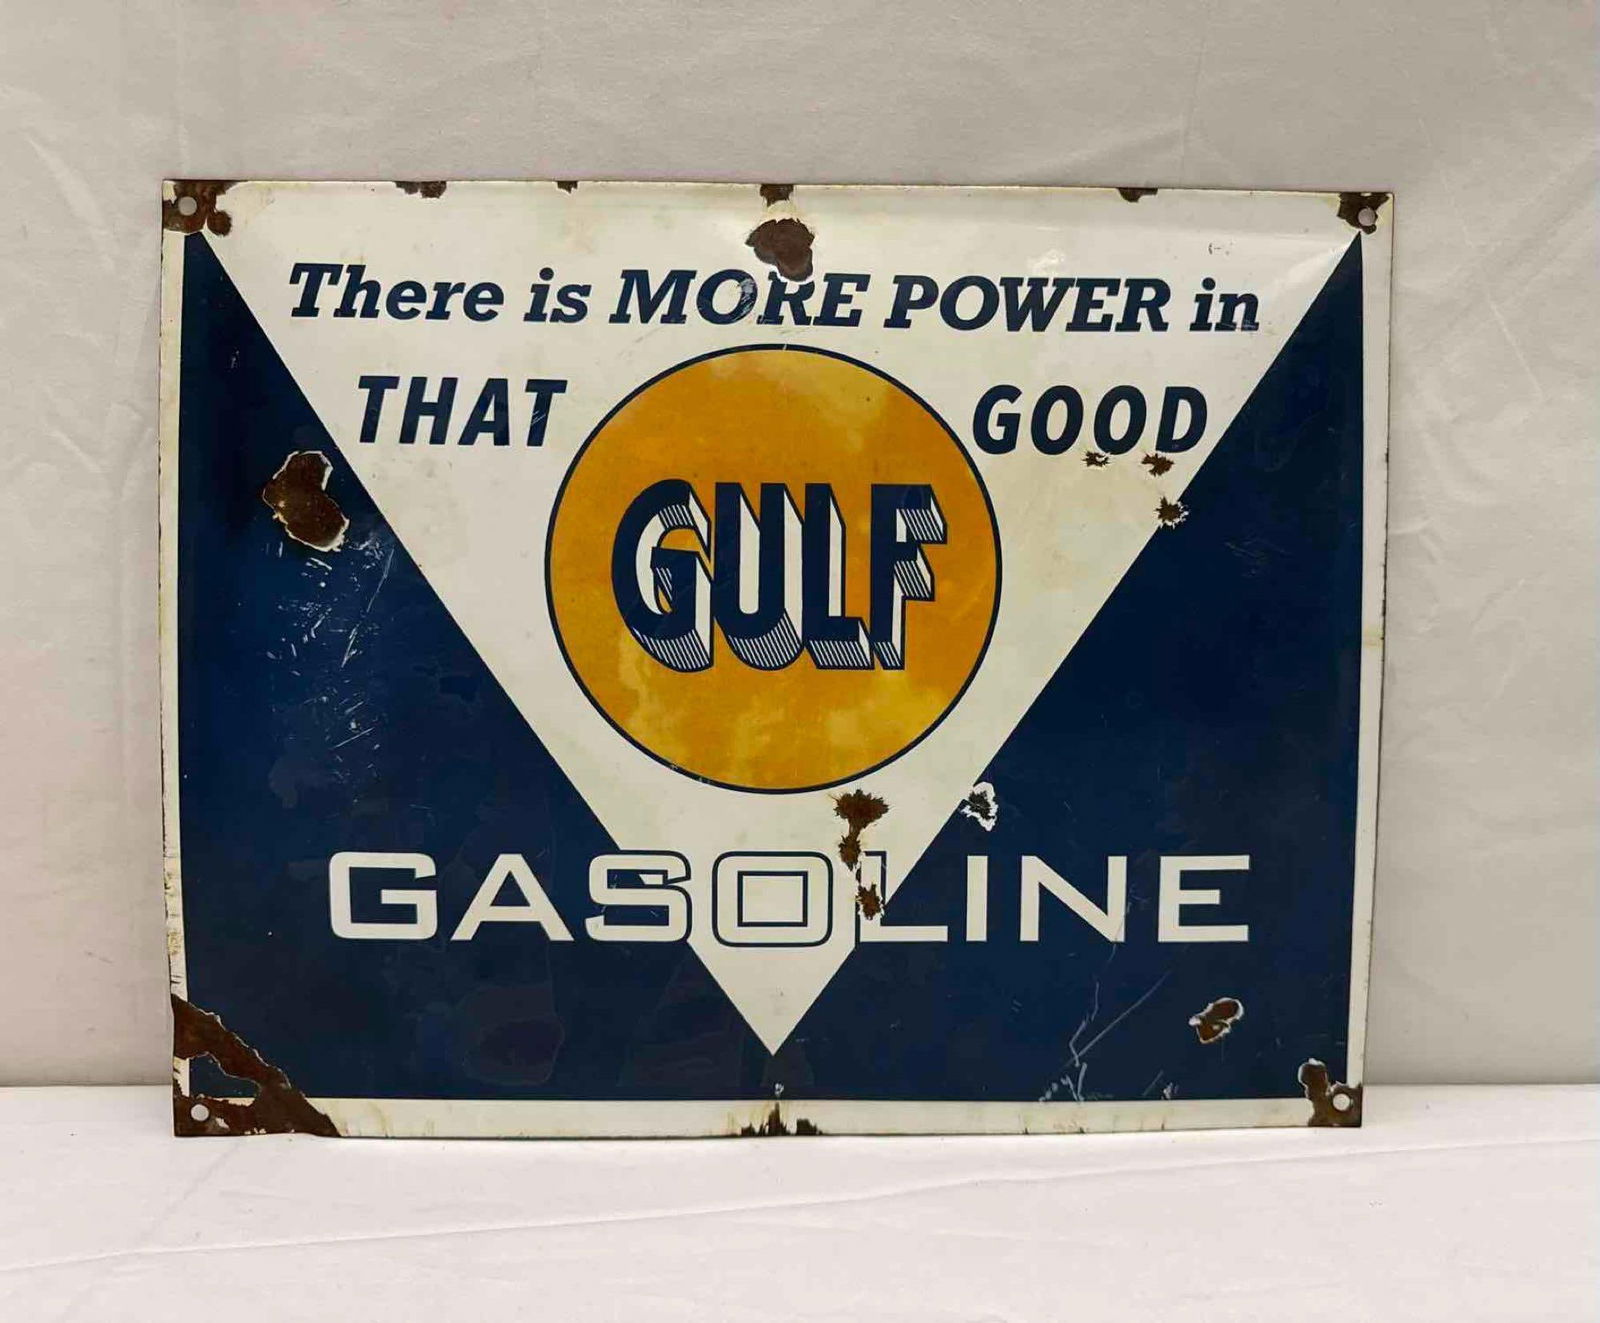 There is MORE POWER in
THAT GOOD
GULF
GASOLINE